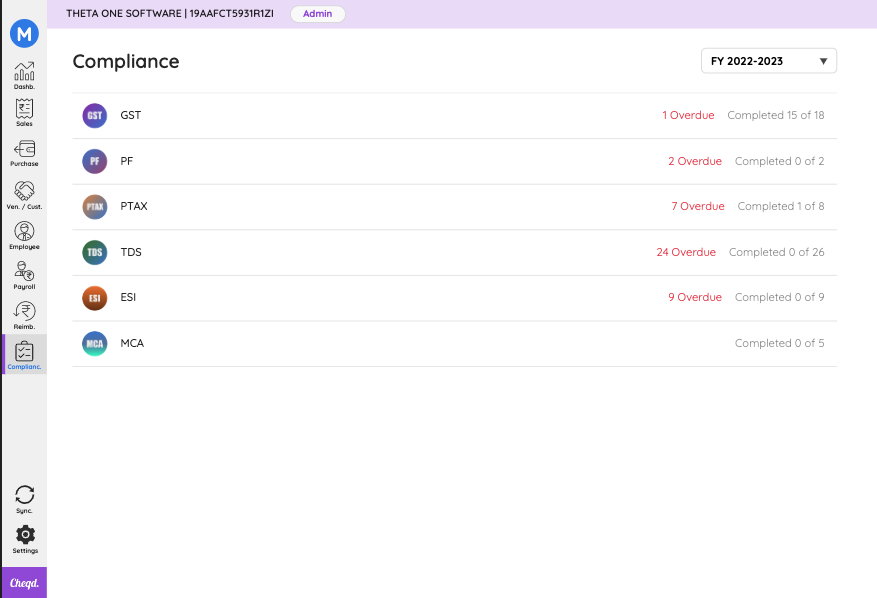 THETA ONE SOFTWARE | 19AAFCT5931R1ZI Admin
M
Dashb.
Sales
Purchase
Ven. / Cust.
Employee
Payroll
Reimb.
Complianc.
Sync.
Settings
Cheqd.
Compliance
FY 2022-2023
GST GST 1 Overdue Completed 15 of 18
PF PF 2 Overdue Completed 0 of 2
PTAX PTAX 7 Overdue Completed 1 of 8
TDS TDS 24 Overdue Completed 0 of 26
ESI ESI 9 Overdue Completed 0 of 9
MCA MCA Completed 0 of 5